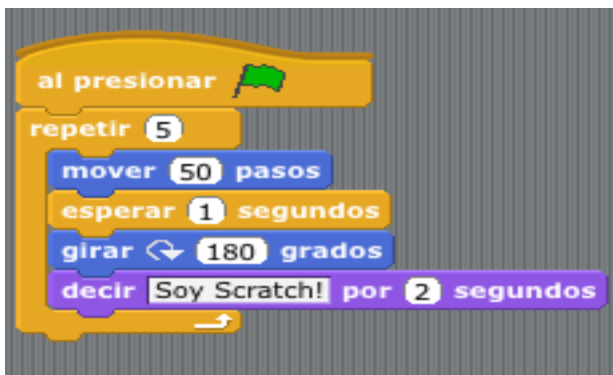 al presionar
repetir 5
mover 50 pasos
esperar 1 segundos
girar 180 grados
decir Soy Scratch! por 2 segundos